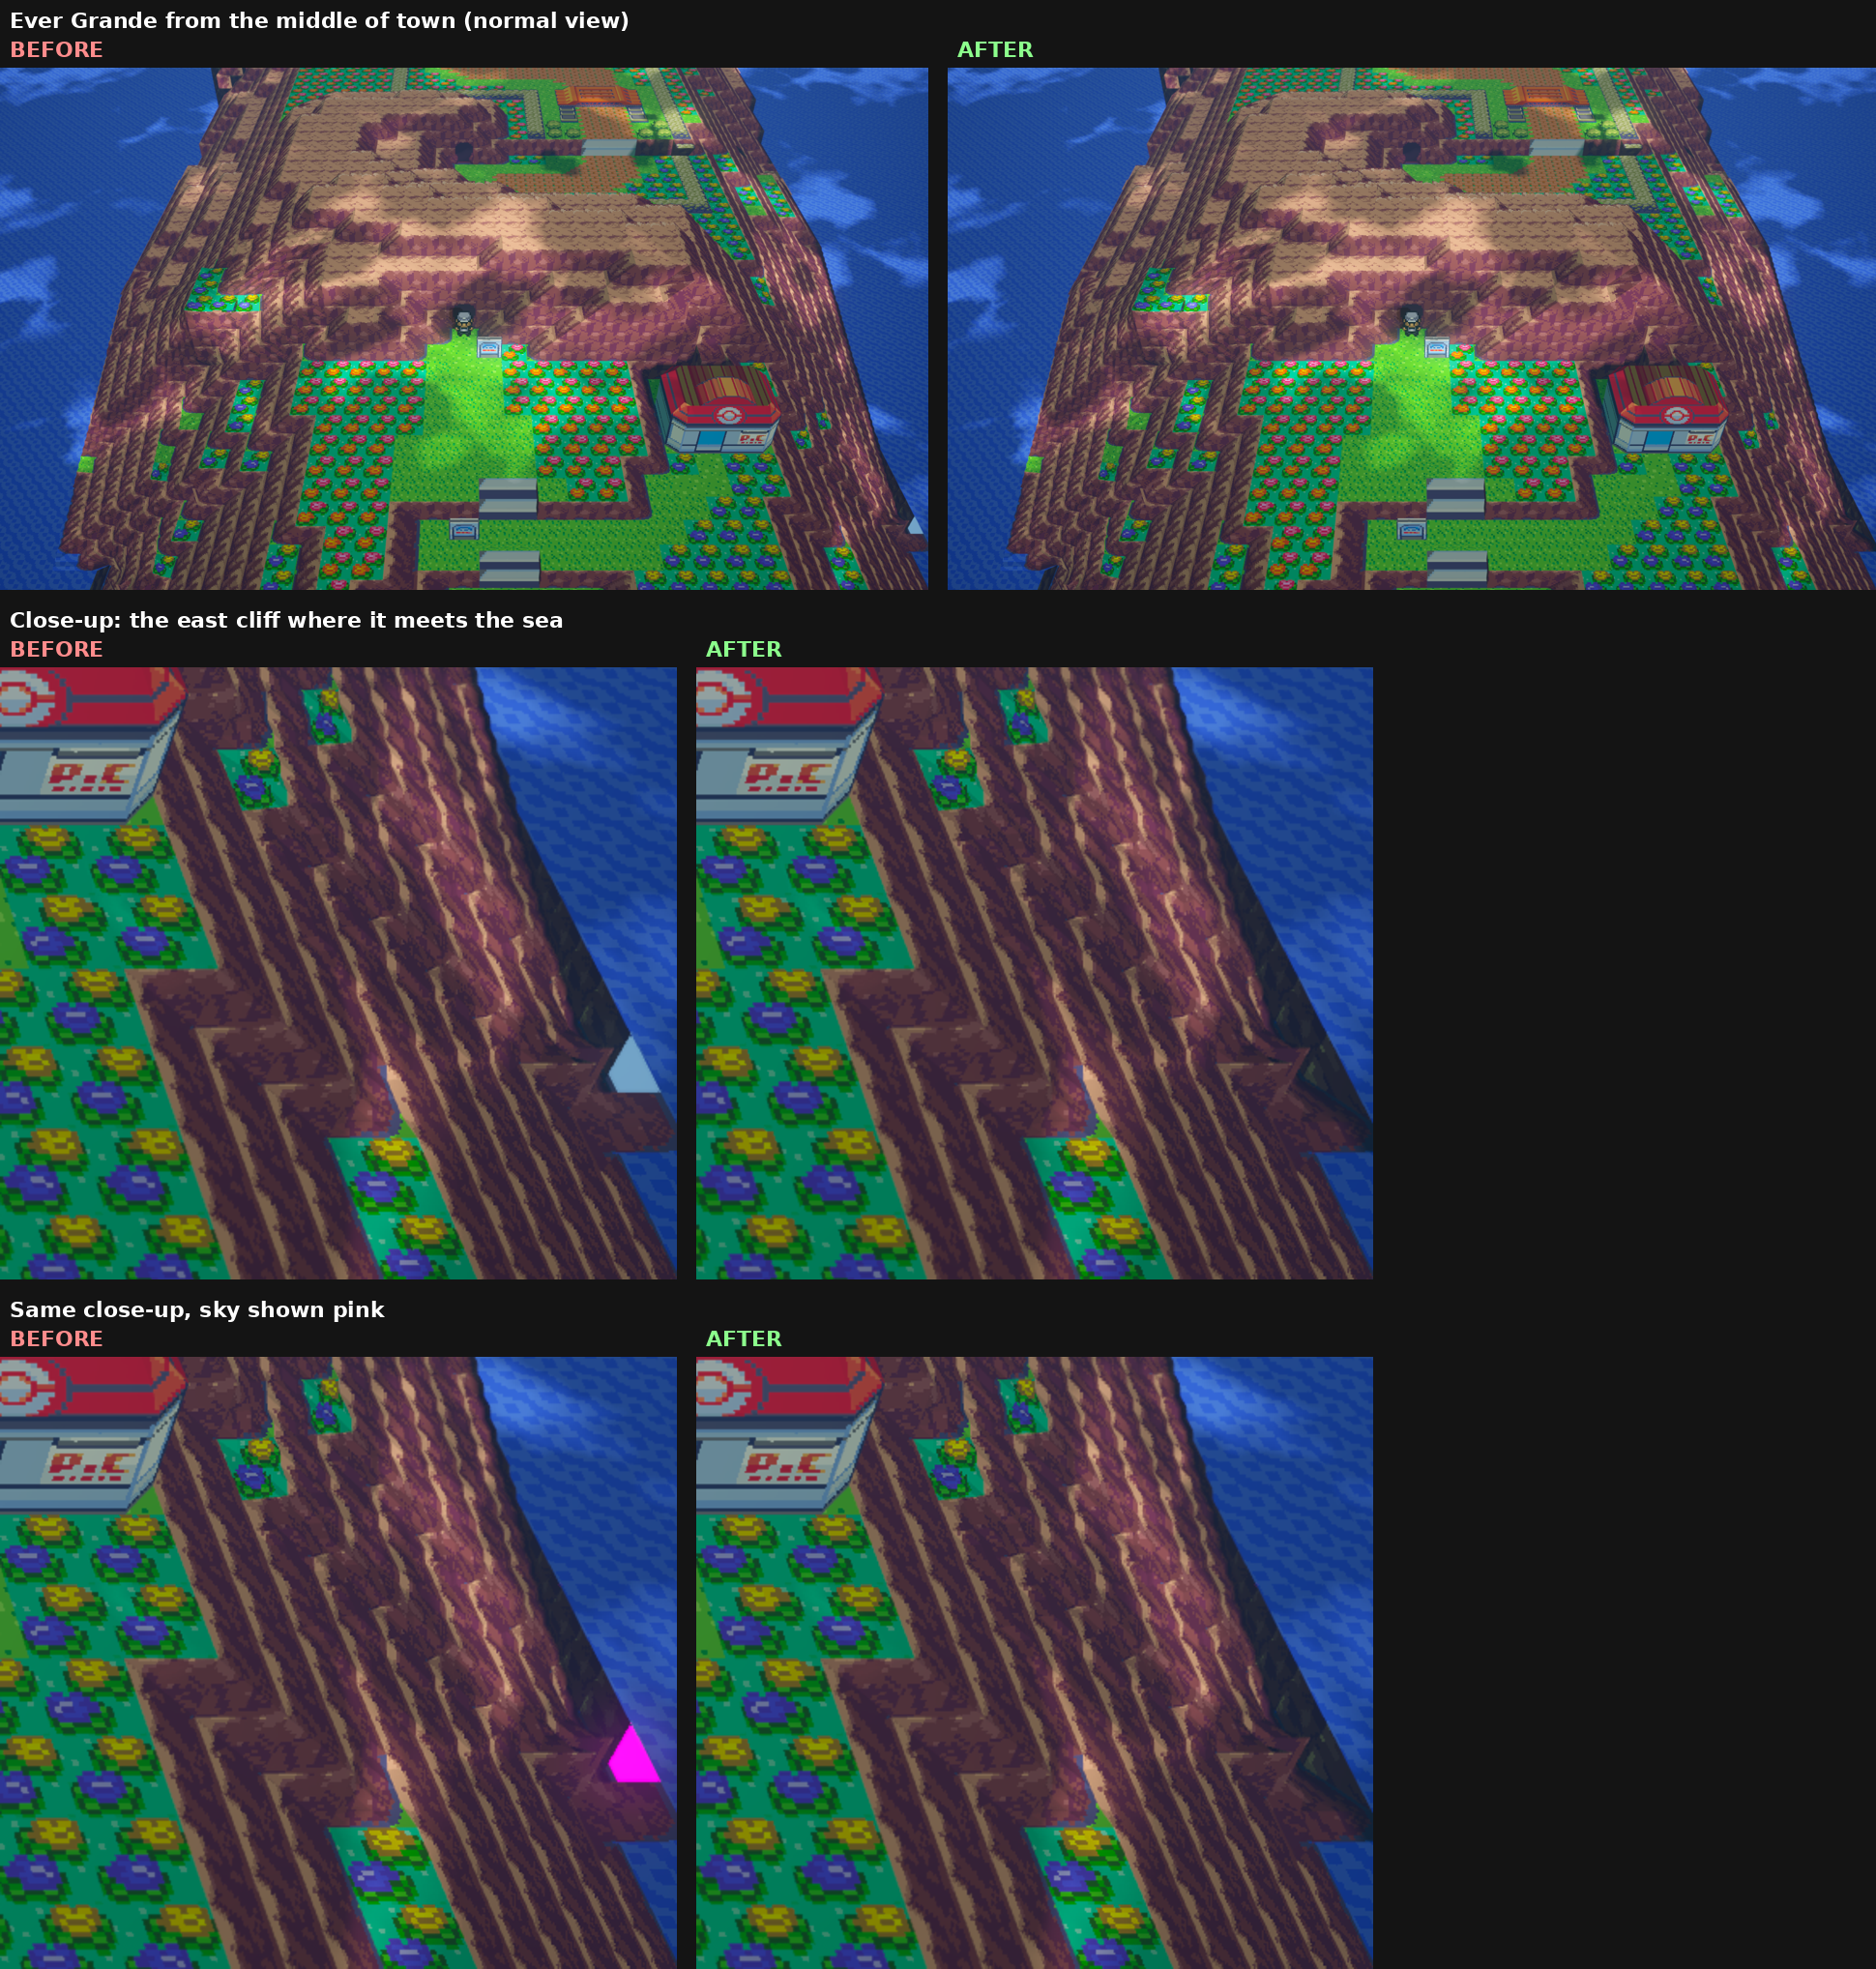 Ever Grande from the middle of town (normal view)
BEFORE
AFTER
P.C
P.C
Close-up: the east cliff where it meets the sea
BEFORE
AFTER
P.C
P.C
Same close-up, sky shown pink
BEFORE
AFTER
P.C
P.C